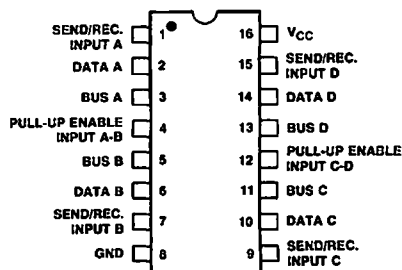 SEND/REC.
INPUT A
1
16
VCC
DATA A
2
15
SEND/REC.
INPUT D
BUS A
3
14
DATA D
PULL-UP ENABLE
INPUT A-B
4
13
BUS D
BUS B
5
12
PULL-UP ENABLE
INPUT C-D
DATA B
6
11
BUS C
SEND/REC.
INPUT B
7
10
DATA C
GND
8
9
SEND/REC.
INPUT C